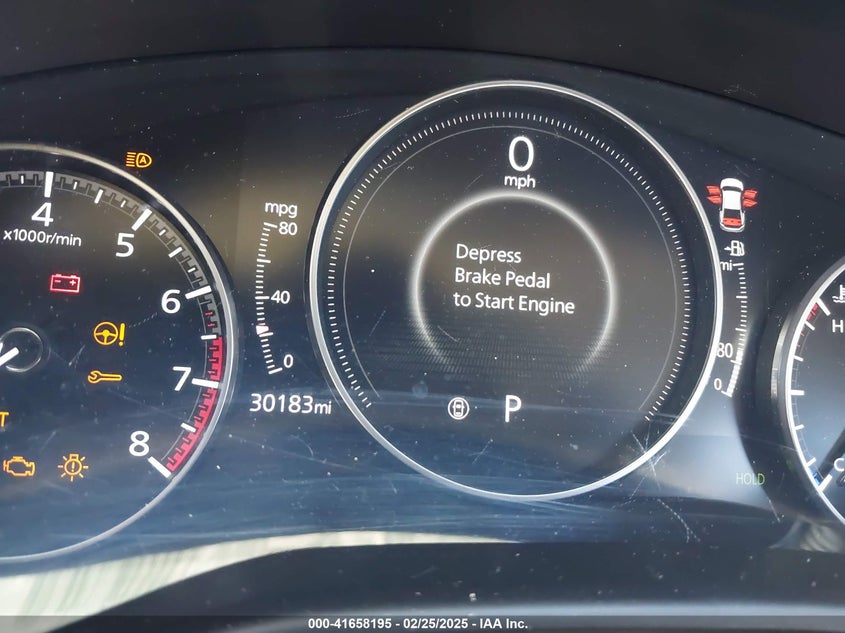 0
mph
mpg
80
40
0
Depress
Brake Pedal
to Start Engine
mi
80
0
4
x1000r/min
5
6
7
8
A
30183mi
P
T
HOLD
H
C
000-41658195 - 02/25/2025 - IAA Inc.